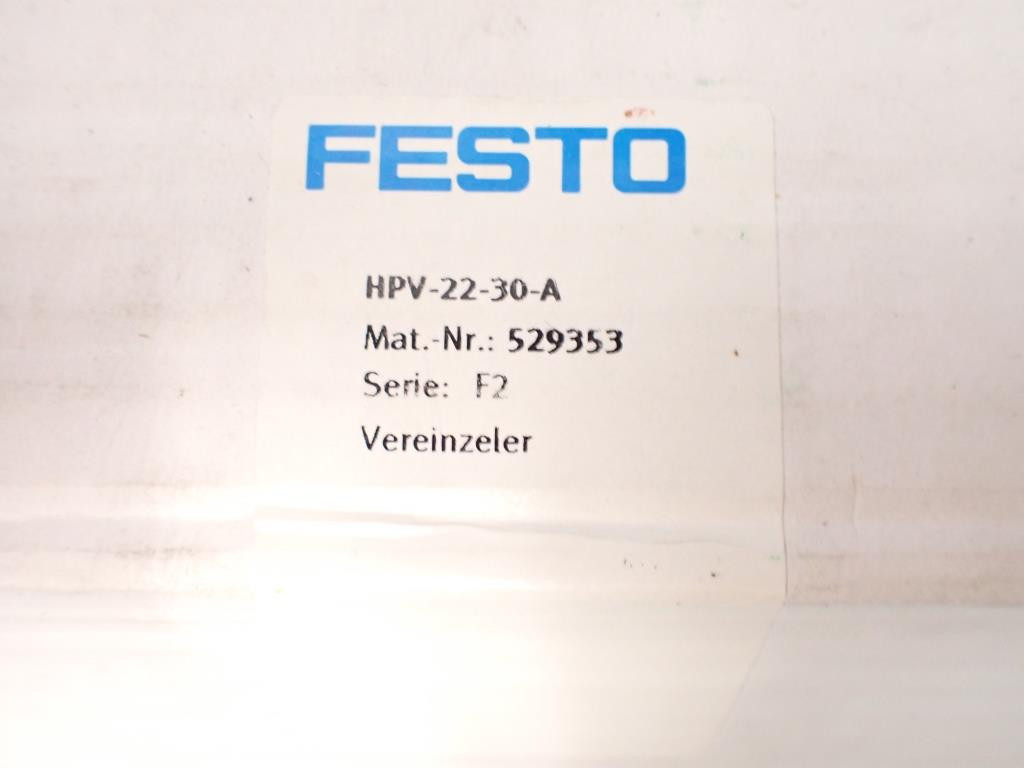 FESTO
HPV-22-30-A
Mat.-Nr.: 529353
Serie: F2
Vereinzeler